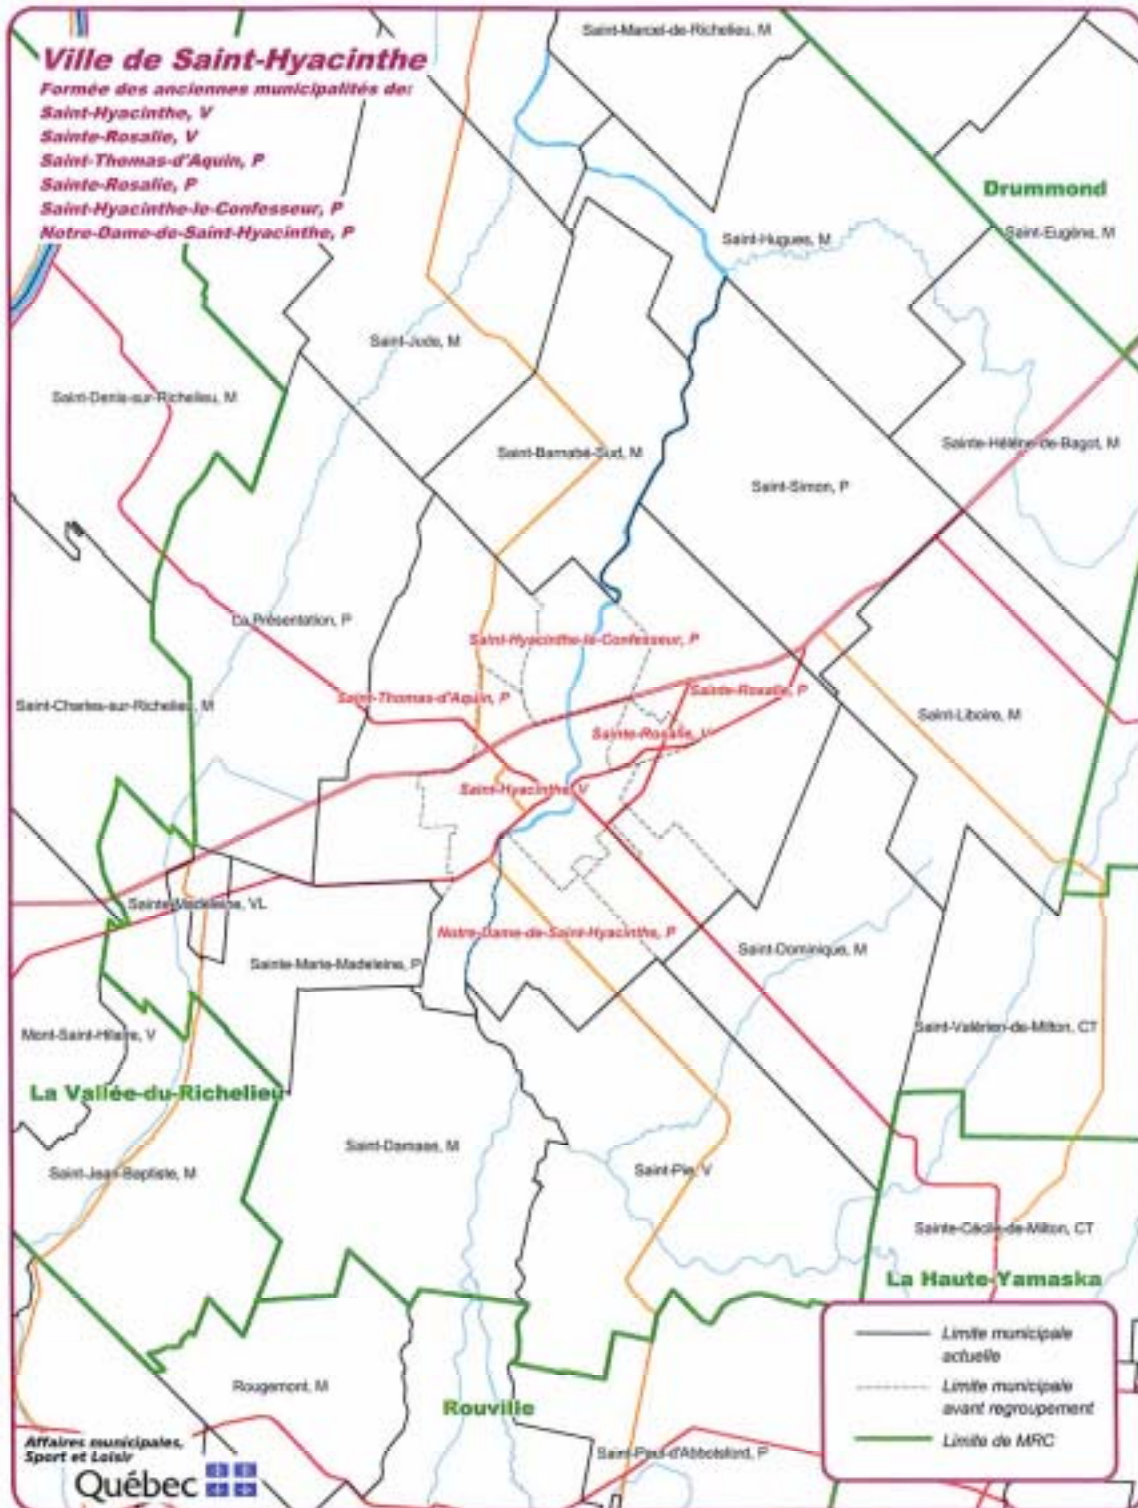 Ville de Saint-Hyacinthe
Formée des anciennes municipalités de:
Saint-Hyacinthe, V
Sainte-Rosalie, V
Saint-Thomas-d'Aquin, P
Sainte-Rosalie, P
Saint-Hyacinthe-le-Confesseur, P
Notre-Dame-de-Saint-Hyacinthe, P
Saint-Marcel-de-Richelieu, M
Drummond
Saint-Hugues, M
Saint-Eugène, M
Saint-Jude, M
Saint-Denis-sur-Richelieu, M
Saint-Barnabé-Sud, M
Sainte-Hélène-de-Bagot, M
Saint-Simon, P
La Présentation, P
Saint-Hyacinthe-le-Confesseur, P
Saint-Thomas-d'Aquin, P
Sainte-Rosalie, P
Saint-Charles-sur-Richelieu, M
Saint-Liboire, M
Sainte-Rosalie, V
Saint-Hyacinthe, V
Sainte-Madeleine, VL
Notre-Dame-de-Saint-Hyacinthe, P
Saint-Dominique, M
Sainte-Marie-Madeleine, P
Mont-Saint-Hilaire, V
Saint-Valérien-de-Milton, CT
La Vallée-du-Richelieu
Saint-Damase, M
Saint-Jean-Baptiste, M
Saint-Pie, V
Sainte-Cécile-de-Milton, CT
La Haute-Yamaska
Limite municipale
actuelle
Limite municipale
avant regroupement
Limite de MRC
Rougemont, M
Rouville
Saint-Paul-d'Abbotsford, P
Affaires municipales,
Sport et Loisir
Québec